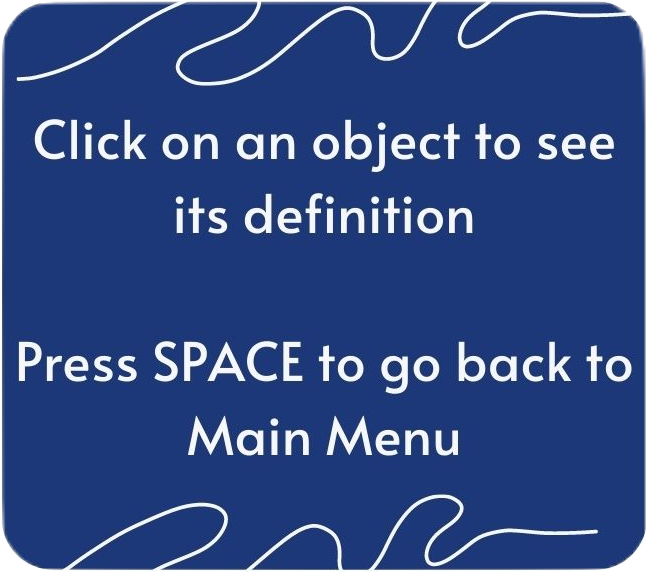 Click on an object to see
its definition
Press SPACE to go back to
Main Menu